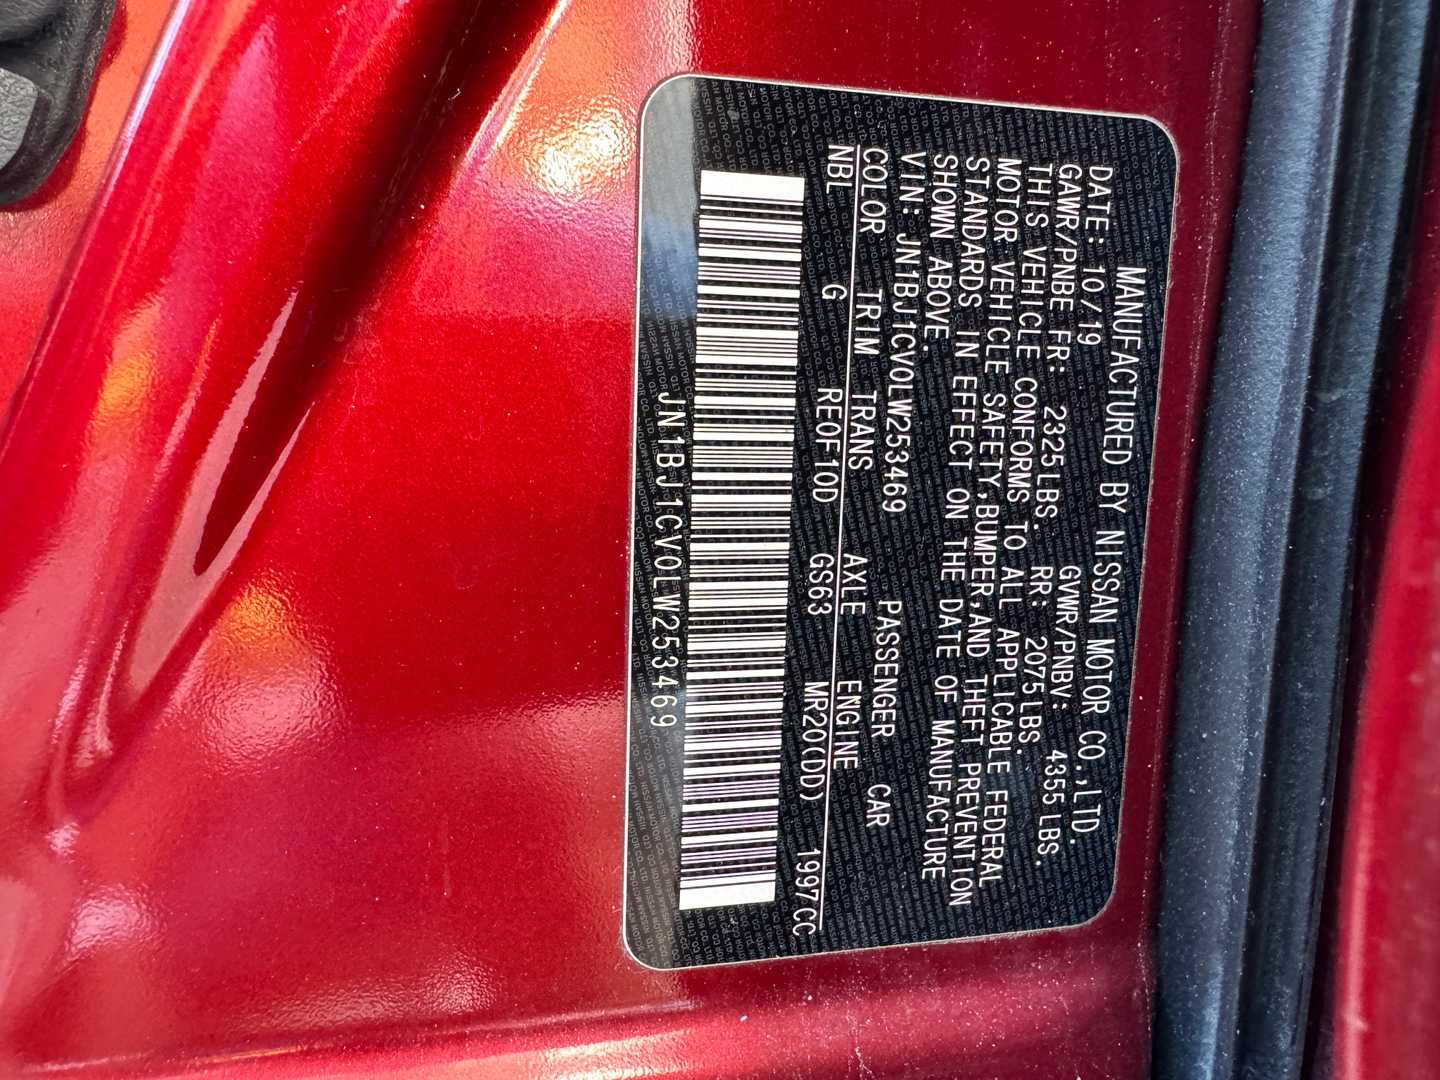 MANUFACTURED BY NISSAN MOTOR CO.,LTD.
DATE: 10/19 GVWR/PNBV: 4355 LBS.
GAWR/PNBE FR: 2325LBS. RR: 2075 LBS.
THIS VEHICLE CONFORMS TO ALL APPLICABLE FEDERAL
MOTOR VEHICLE SAFETY,BUMPER,AND THEFT PREVENTION
STANDARDS IN EFFECT ON THE DATE OF MANUFACTURE
SHOWN ABOVE.
VIN: JN1BJ1CV0LW253469 PASSENGER CAR
COLOR TRIM TRANS AXLE ENGINE
NBL G RE0F10D GS63 MR20(DD) 1997CC
JN1BJ1CV0LW253469